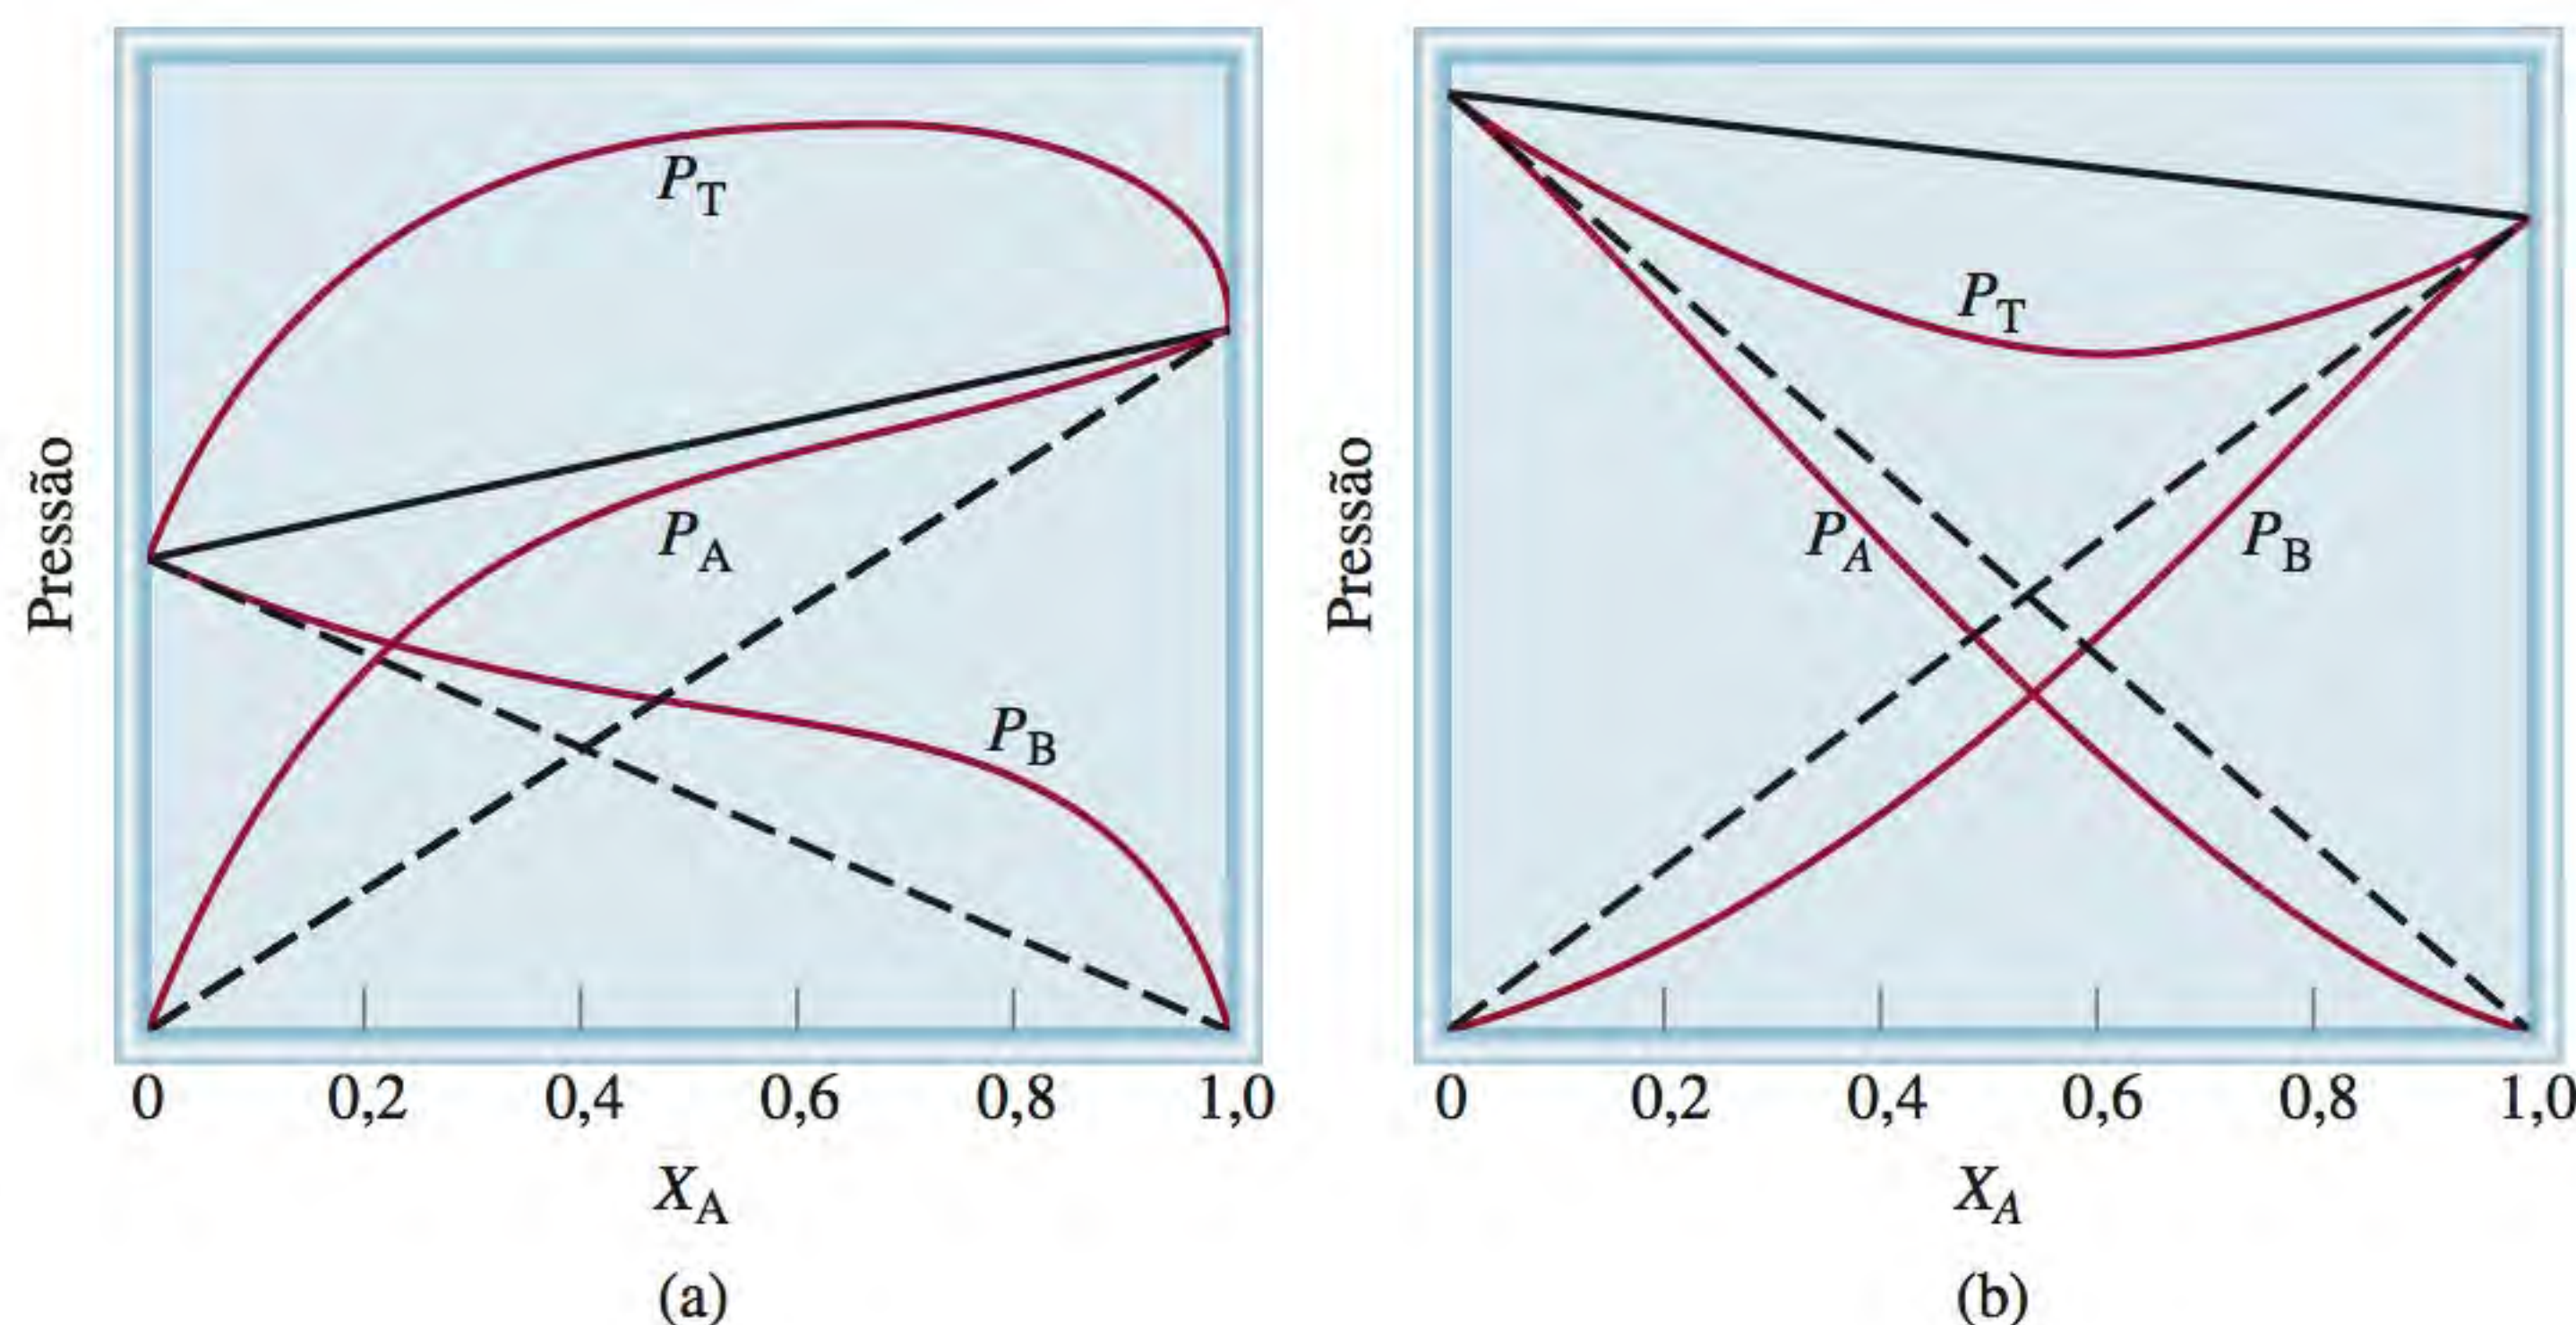 Pressão
P_T
P_A
P_B
0 0,2 0,4 0,6 0,8 1,0
X_A
(a)
Pressão
P_T
P_A
P_B
0 0,2 0,4 0,6 0,8 1,0
X_A
(b)